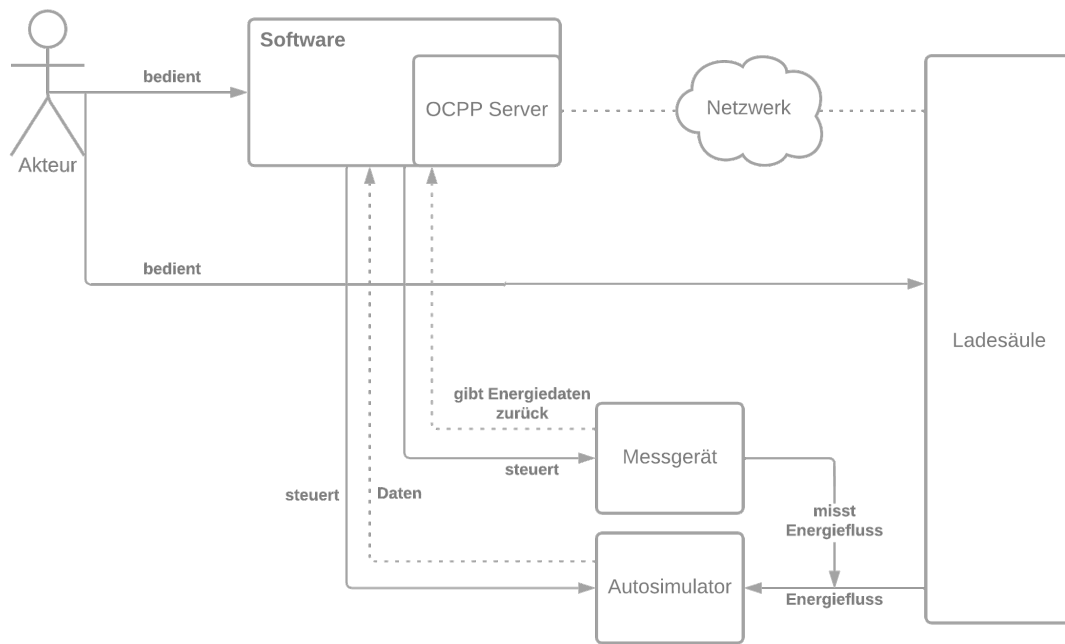 Software
bedient
OCPP Server
Netzwerk
Akteur
bedient
Ladesäule
gibt Energiedaten
zurück
Messgerät
steuert
steuert
Daten
misst
Energiefluss
Autosimulator
Energiefluss